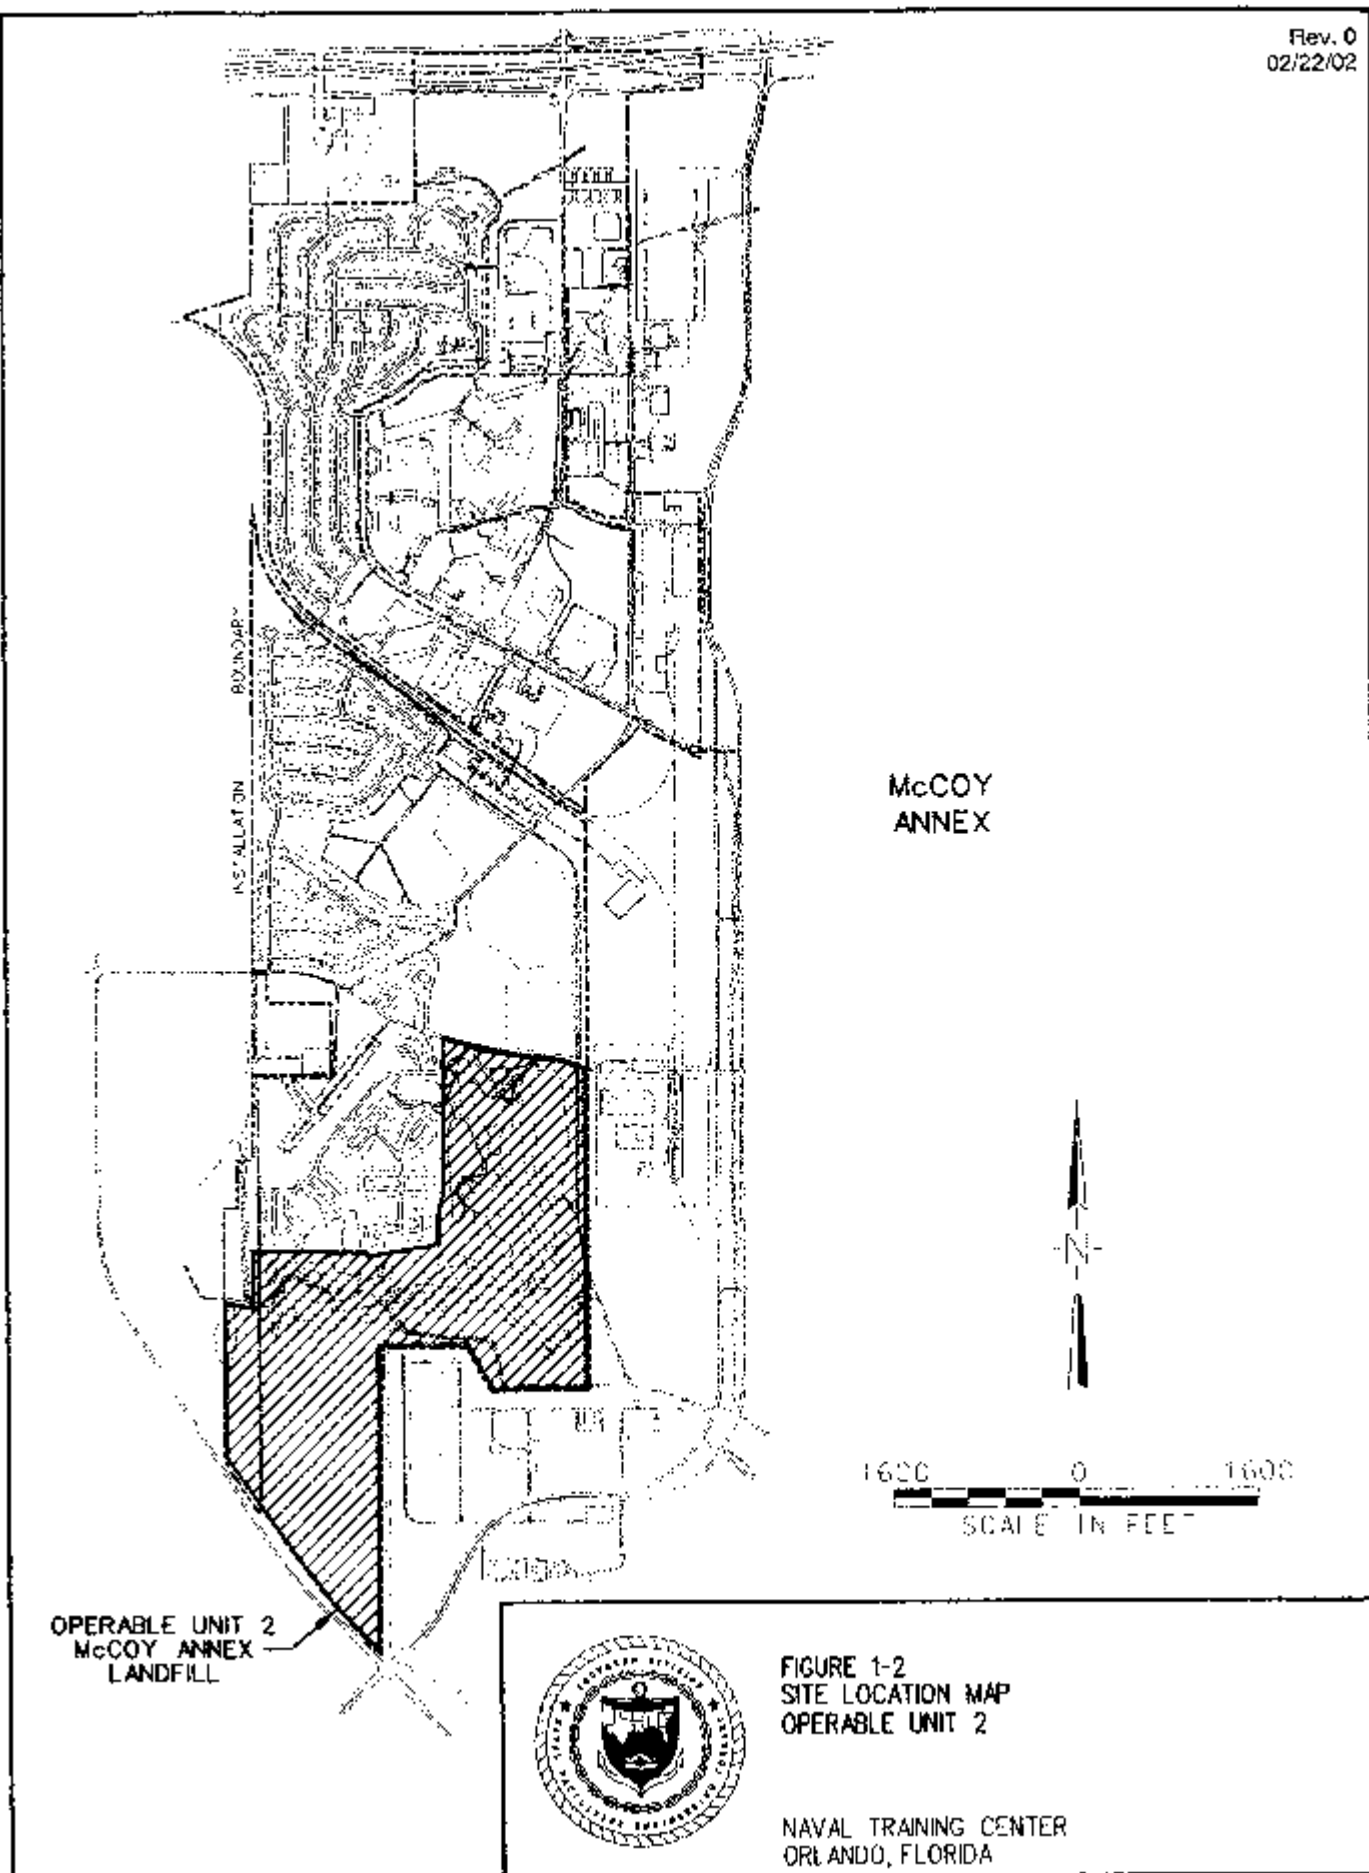 Rev. 0
02/22/02
BOUNDARY
McCOY
ANNEX
-N-
1600 0 1600
SCALE IN FEET
OPERABLE UNIT 2
McCOY ANNEX
LANDFILL
FIGURE 1-2
SITE LOCATION MAP
OPERABLE UNIT 2
NAVAL TRAINING CENTER
ORLANDO, FLORIDA